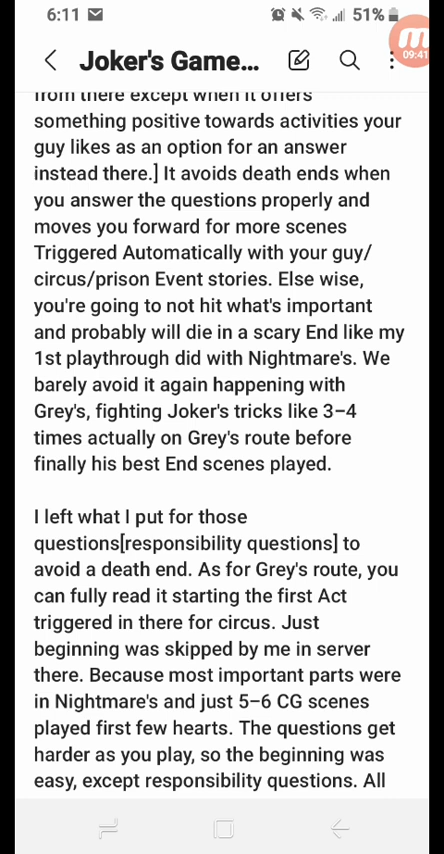 6:11
51%
Joker's Game...
09:41
from there except when it offers
something positive towards activities your
guy likes as an option for an answer
instead there.] It avoids death ends when
you answer the questions properly and
moves you forward for more scenes
Triggered Automatically with your guy/
circus/prison Event stories. Else wise,
you're going to not hit what's important
and probably will die in a scary End like my
1st playthrough did with Nightmare's. We
barely avoid it again happening with
Grey's, fighting Joker's tricks like 3–4
times actually on Grey's route before
finally his best End scenes played.
I left what I put for those
questions[responsibility questions] to
avoid a death end. As for Grey's route, you
can fully read it starting the first Act
triggered in there for circus. Just
beginning was skipped by me in server
there. Because most important parts were
in Nightmare's and just 5–6 CG scenes
played first few hearts. The questions get
harder as you play, so the beginning was
easy, except responsibility questions. All